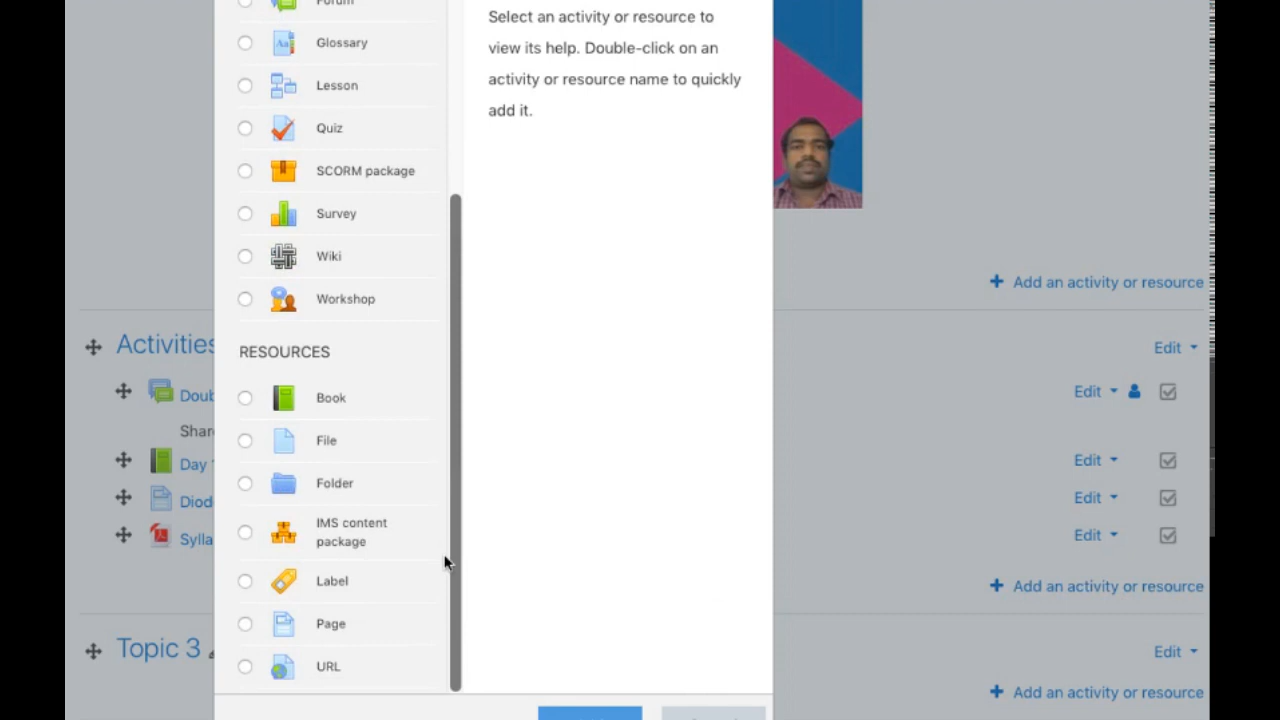 Forum
Glossary
Lesson
Quiz
SCORM package
Survey
Wiki
Workshop
RESOURCES
Book
File
Folder
IMS content
package
Label
Page
URL
Select an activity or resource to
view its help. Double-click on an
activity or resource name to quickly
add it.
Add an activity or resource
Activities
Edit
Doub
Edit
Shar
Day
Edit
Diod
Edit
Sylla
Edit
Add an activity or resource
Topic 3
Edit
Add an activity or resource